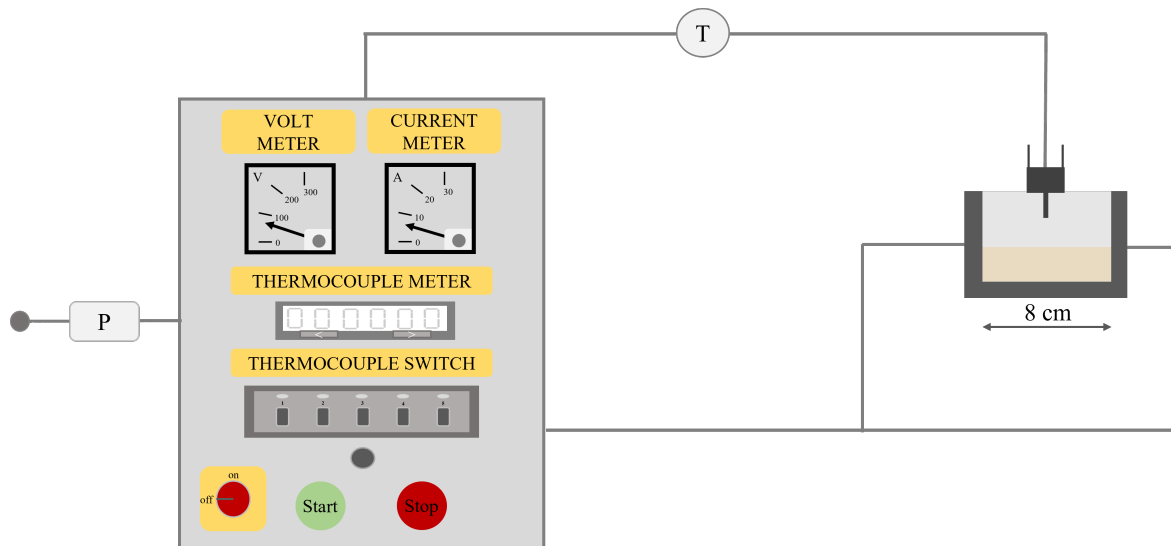 T
VOLT
METER
CURRENT
METER
V
300
200
100
0
A
30
20
10
0
THERMOCOUPLE METER
000000
< >
P
8 cm
THERMOCOUPLE SWITCH
1 2 3 4 5
on
off
Start
Stop